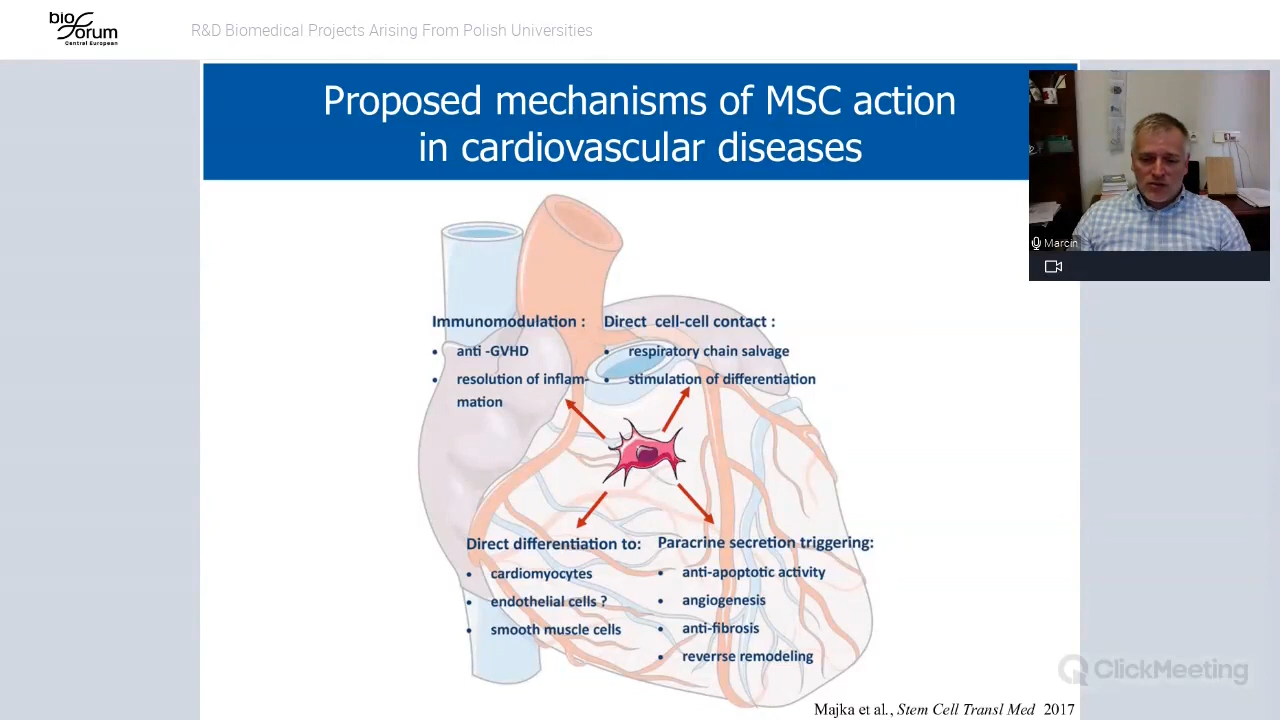 bio
forum
Central European
R&D Biomedical Projects Arising From Polish Universities
Proposed mechanisms of MSC action
in cardiovascular diseases
Marcin
Immunomodulation :
• anti -GVHD
• resolution of inflam-
mation
Direct cell-cell contact :
• respiratory chain salvage
• stimulation of differentiation
Direct differentiation to:
• cardiomyocytes
• endothelial cells ?
• smooth muscle cells
Paracrine secretion triggering:
• anti-apoptotic activity
• angiogenesis
• anti-fibrosis
• reverrse remodeling
ClickMeeting
Majka et al., Stem Cell Transl Med 2017